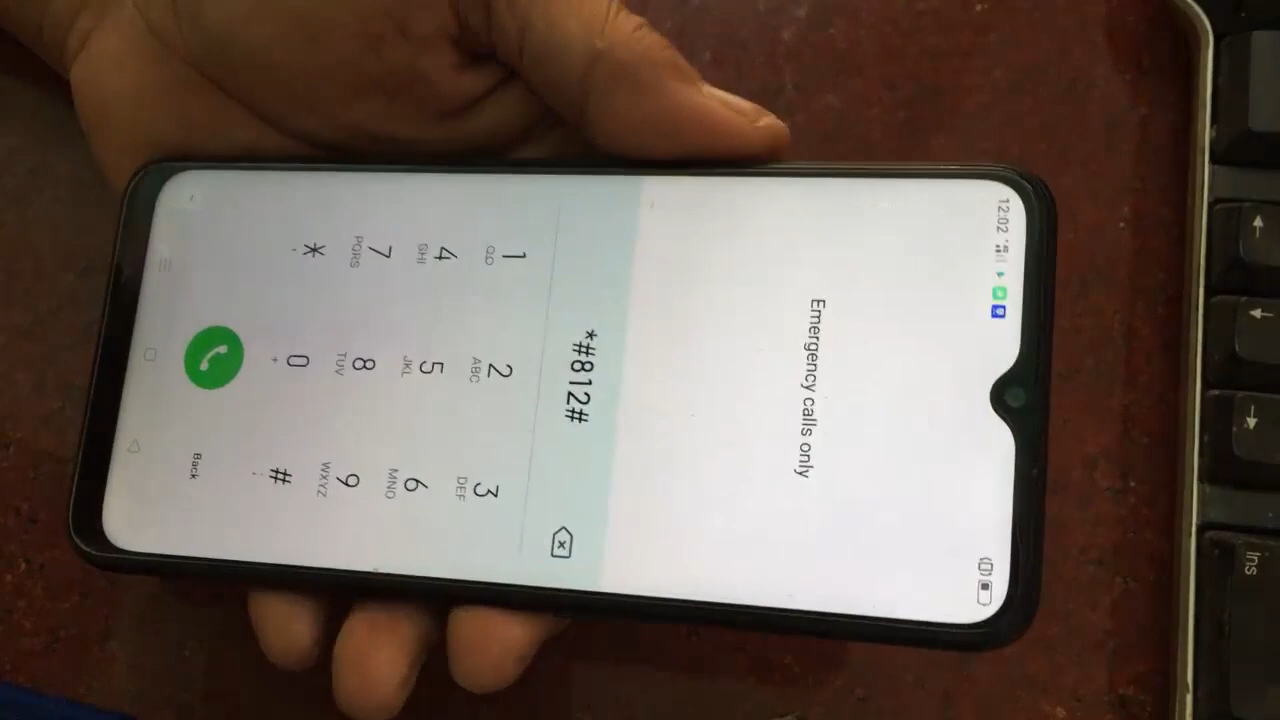 12:02
Emergency calls only
*#812#
1
2 ABC
3 DEF
4 GHI
5 JKL
6 MNO
7 PQRS
8 TUV
9 WXYZ
* ,
0 +
# ;
Back
Ins